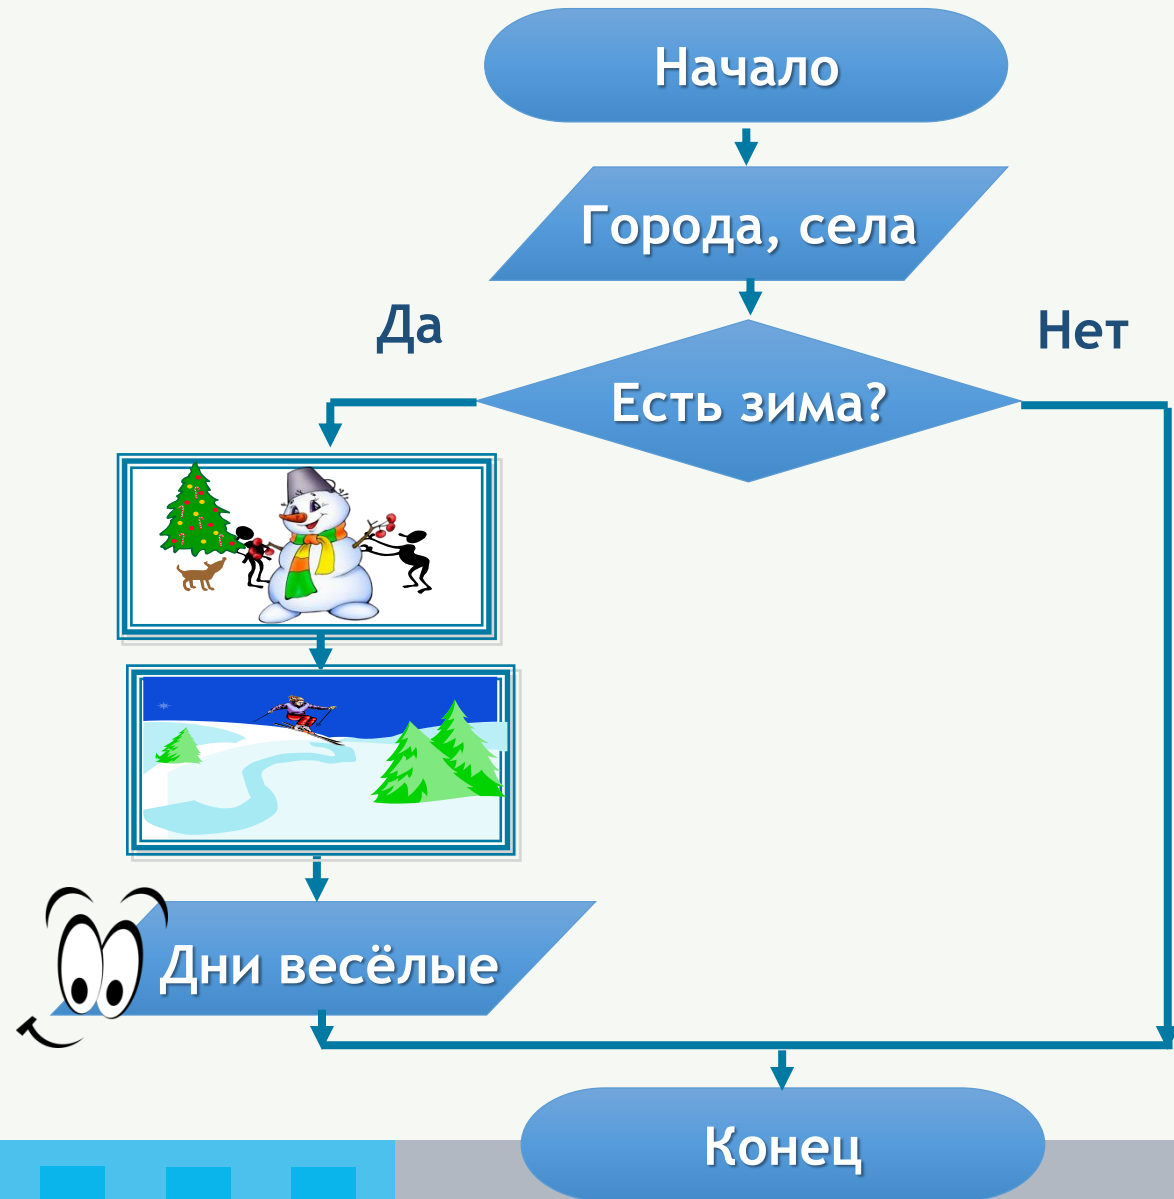 Начало
Города, села
Да
Нет
Есть зима?
Дни весёлые
Конец